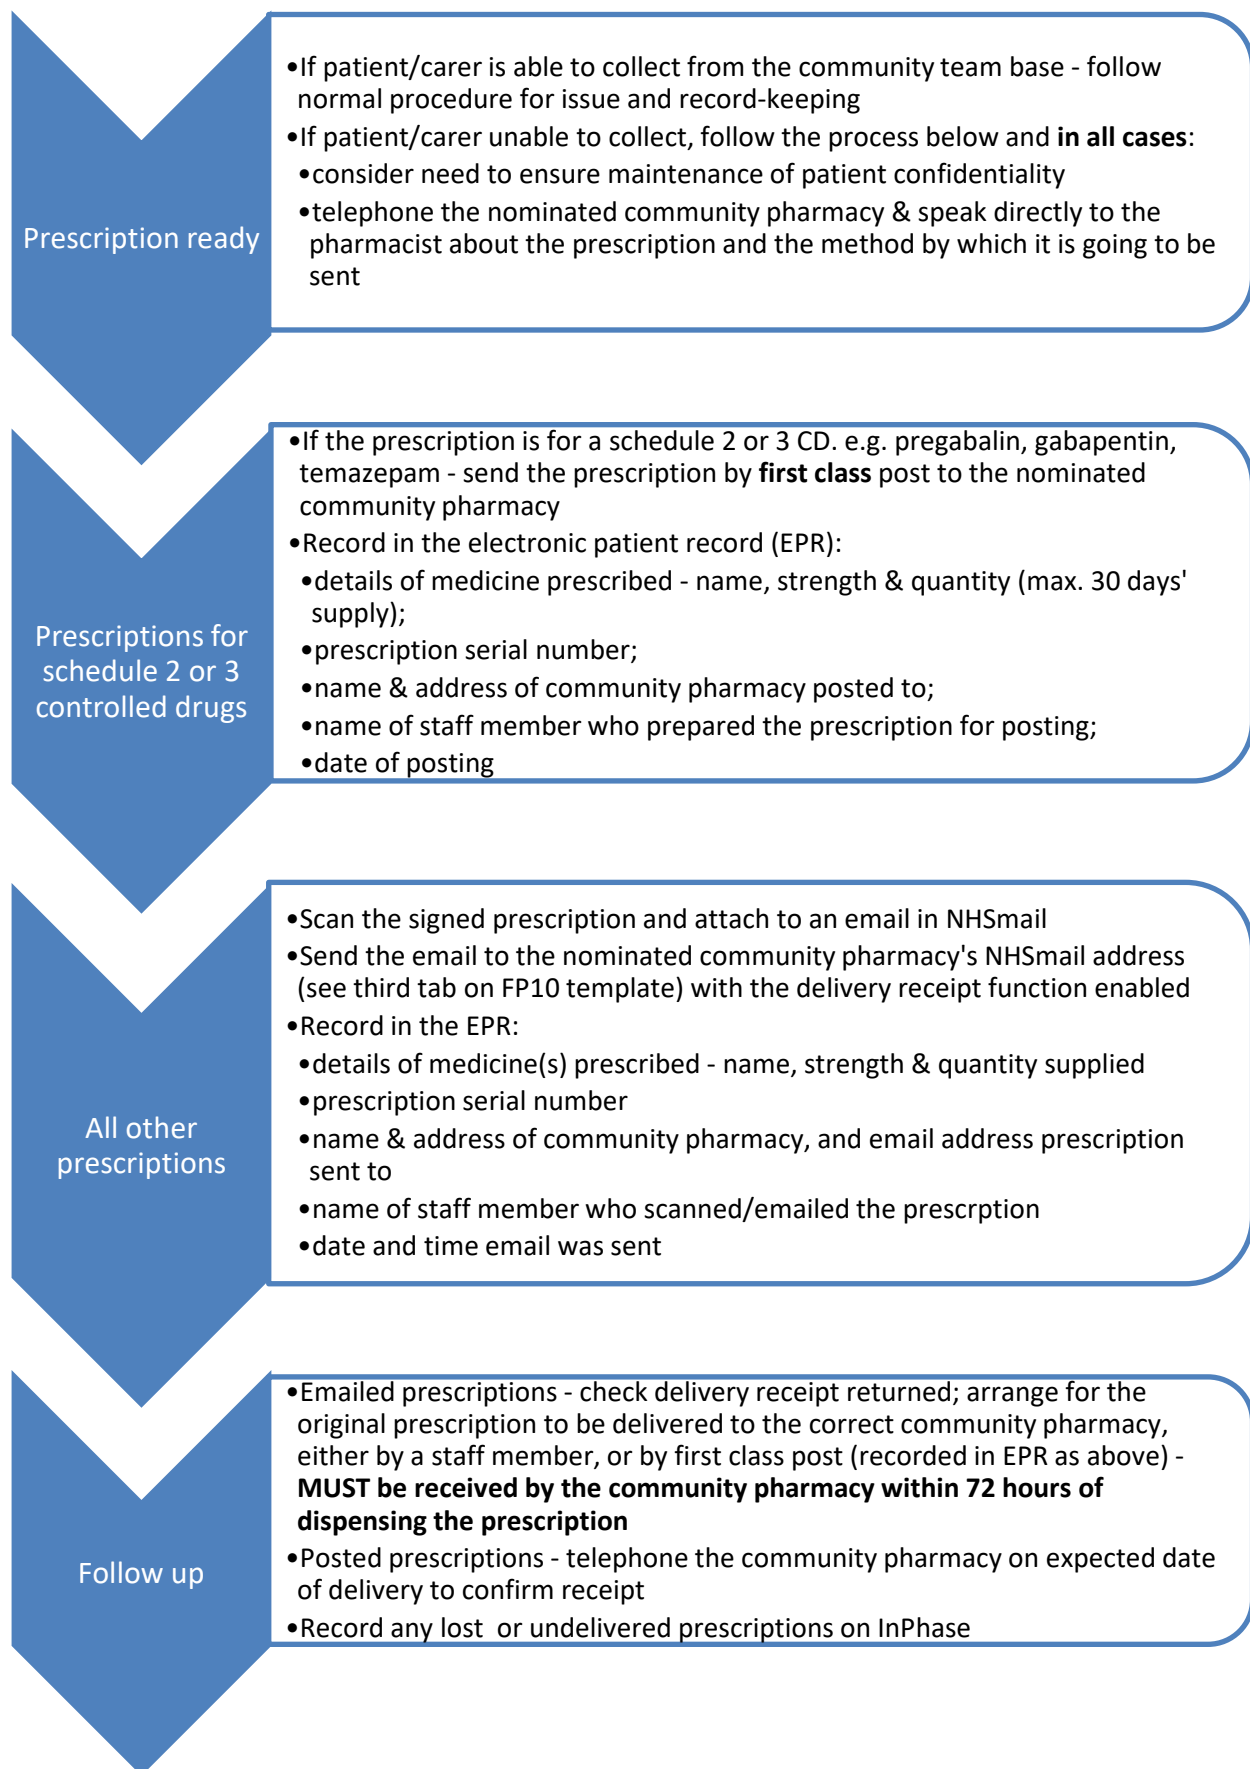 Prescription ready
•If patient/carer is able to collect from the community team base - follow
normal procedure for issue and record-keeping
•If patient/carer unable to collect, follow the process below and in all cases:
•consider need to ensure maintenance of patient confidentiality
•telephone the nominated community pharmacy & speak directly to the
pharmacist about the prescription and the method by which it is going to be
sent
Prescriptions for
schedule 2 or 3
controlled drugs
•If the prescription is for a schedule 2 or 3 CD. e.g. pregabalin, gabapentin,
temazepam - send the prescription by first class post to the nominated
community pharmacy
•Record in the electronic patient record (EPR):
•details of medicine prescribed - name, strength & quantity (max. 30 days'
supply);
•prescription serial number;
•name & address of community pharmacy posted to;
•name of staff member who prepared the prescription for posting;
•date of posting
All other
prescriptions
•Scan the signed prescription and attach to an email in NHSmail
•Send the email to the nominated community pharmacy's NHSmail address
(see third tab on FP10 template) with the delivery receipt function enabled
•Record in the EPR:
•details of medicine(s) prescribed - name, strength & quantity supplied
•prescription serial number
•name & address of community pharmacy, and email address prescription
sent to
•name of staff member who scanned/emailed the prescrption
•date and time email was sent
Follow up
•Emailed prescriptions - check delivery receipt returned; arrange for the
original prescription to be delivered to the correct community pharmacy,
either by a staff member, or by first class post (recorded in EPR as above) -
MUST be received by the community pharmacy within 72 hours of
dispensing the prescription
•Posted prescriptions - telephone the community pharmacy on expected date
of delivery to confirm receipt
•Record any lost  or undelivered prescriptions on InPhase